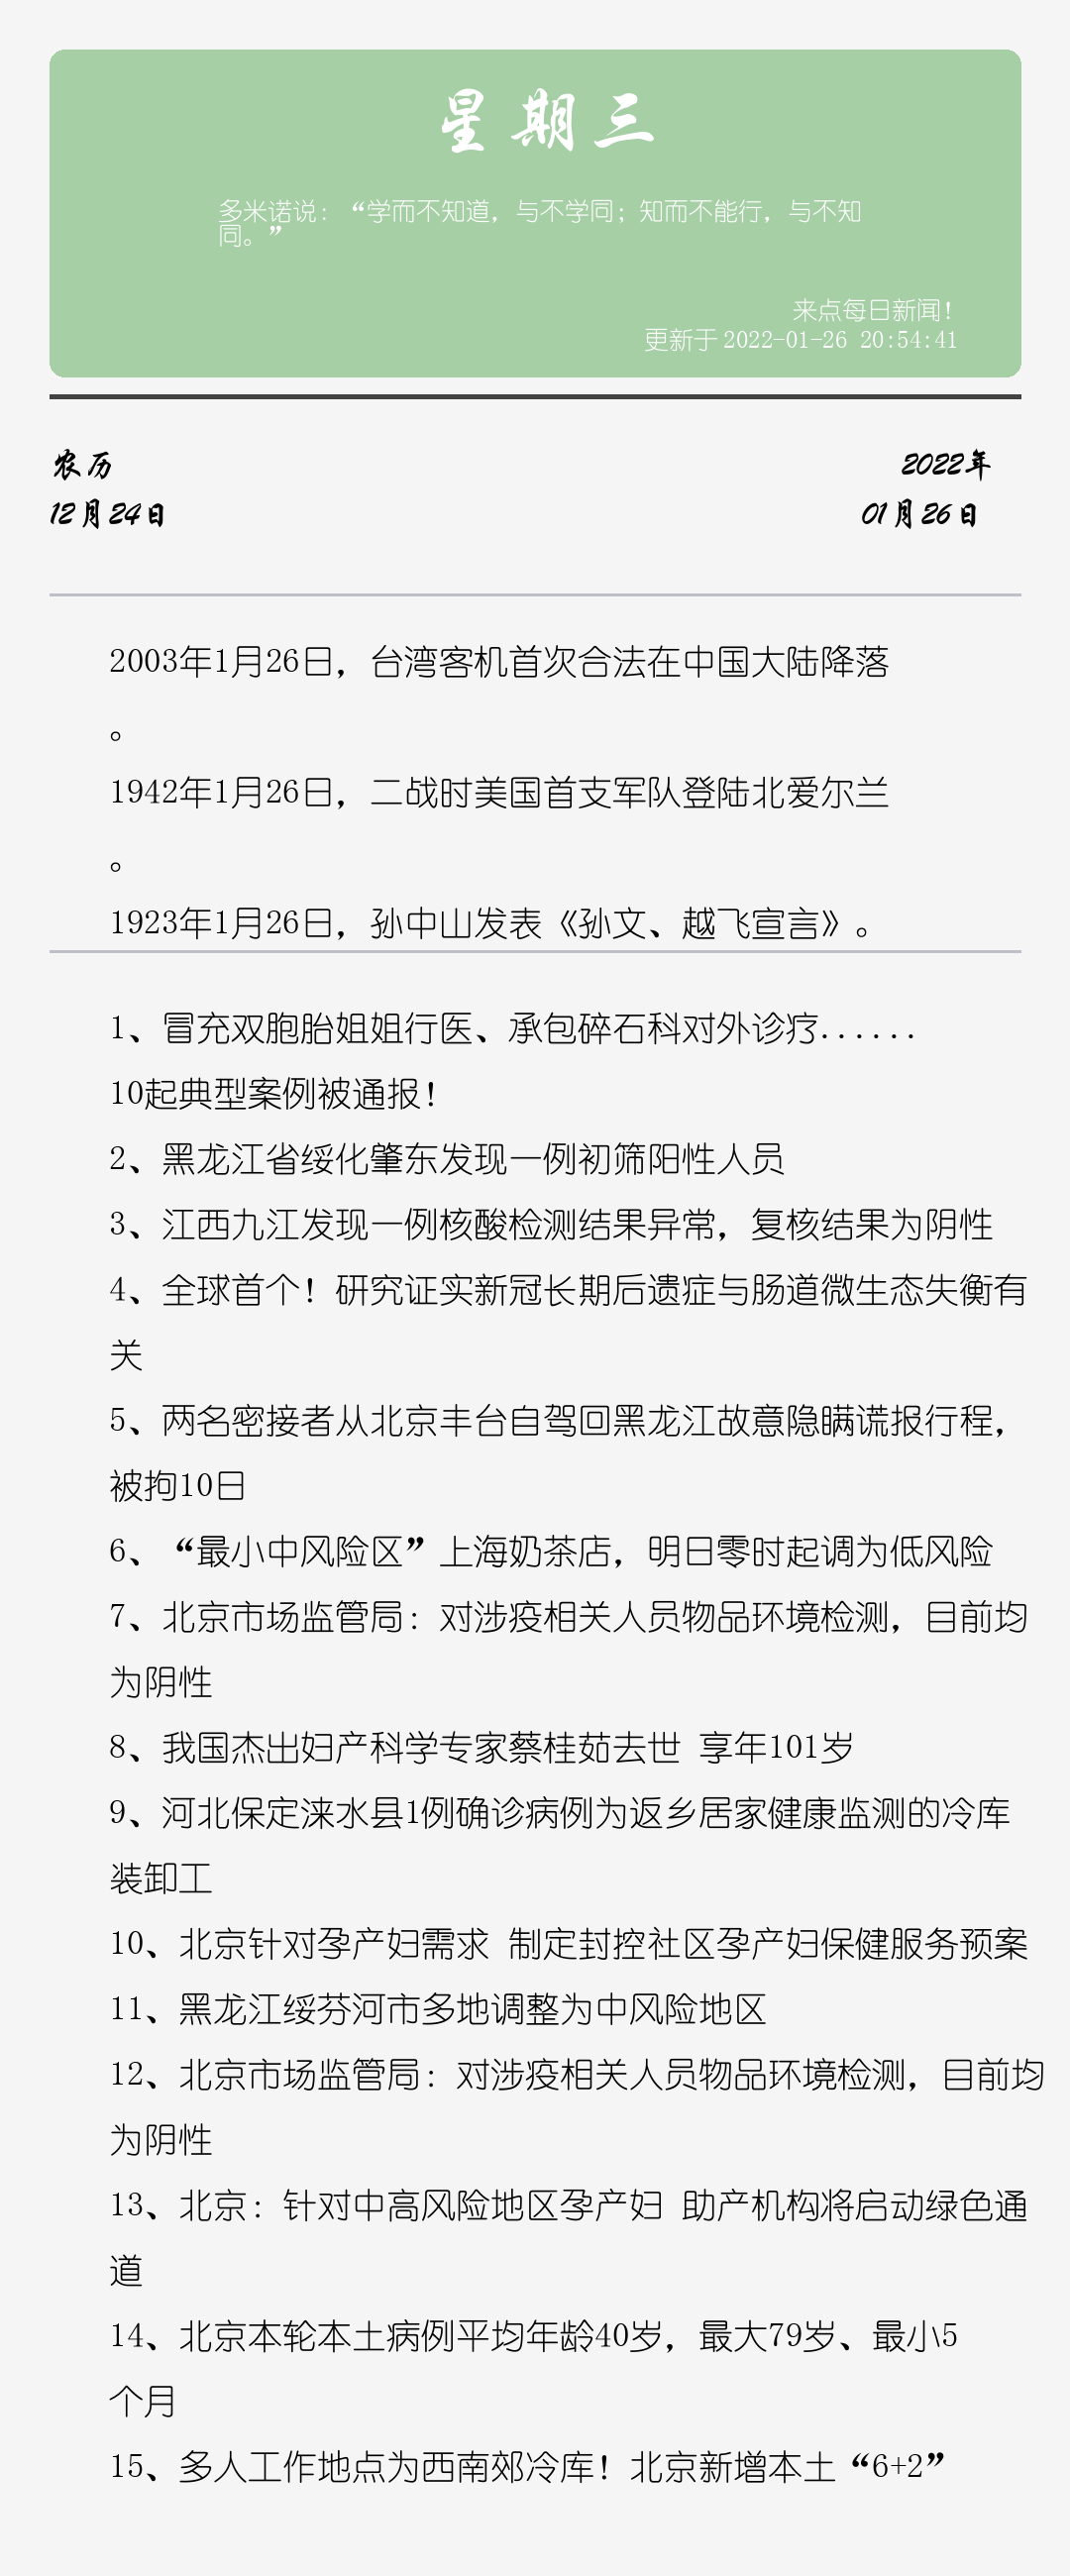 星期三
多米诺说：“学而不知道，与不学同；知而不能行，与不知
同。”
来点每日新闻！
更新于 2022-01-26 20:54:41
农历
2022年
12月24日
01月26日
2003年1月26日，台湾客机首次合法在中国大陆降落
。
1942年1月26日，二战时美国首支军队登陆北爱尔兰
。
1923年1月26日，孙中山发表《孙文、越飞宣言》。
1、冒充双胞胎姐姐行医、承包碎石科对外诊疗......
10起典型案例被通报！
2、黑龙江省绥化肇东发现一例初筛阳性人员
3、江西九江发现一例核酸检测结果异常，复核结果为阴性
4、全球首个！研究证实新冠长期后遗症与肠道微生态失衡有
关
5、两名密接者从北京丰台自驾回黑龙江故意隐瞒谎报行程，
被拘10日
6、“最小中风险区”上海奶茶店，明日零时起调为低风险
7、北京市场监管局：对涉疫相关人员物品环境检测，目前均
为阴性
8、我国杰出妇产科学专家蔡桂茹去世 享年101岁
9、河北保定涞水县1例确诊病例为返乡居家健康监测的冷库
装卸工
10、北京针对孕产妇需求 制定封控社区孕产妇保健服务预案
11、黑龙江绥芬河市多地调整为中风险地区
12、北京市场监管局：对涉疫相关人员物品环境检测，目前均
为阴性
13、北京：针对中高风险地区孕产妇 助产机构将启动绿色通
道
14、北京本轮本土病例平均年龄40岁，最大79岁、最小5
个月
15、多人工作地点为西南郊冷库！北京新增本土“6+2”